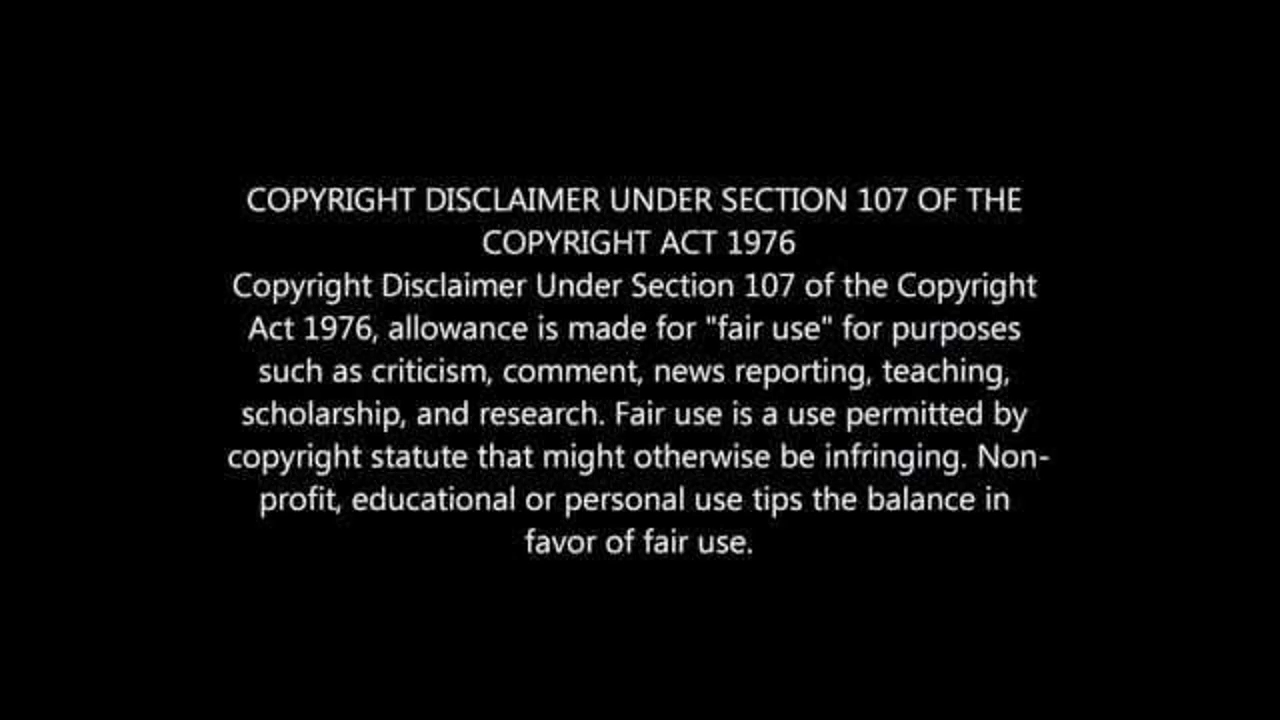 COPYRIGHT DISCLAIMER UNDER SECTION 107 OF THE
COPYRIGHT ACT 1976
Copyright Disclaimer Under Section 107 of the Copyright
Act 1976, allowance is made for "fair use" for purposes
such as criticism, comment, news reporting, teaching,
scholarship, and research. Fair use is a use permitted by
copyright statute that might otherwise be infringing. Non-
profit, educational or personal use tips the balance in
favor of fair use.